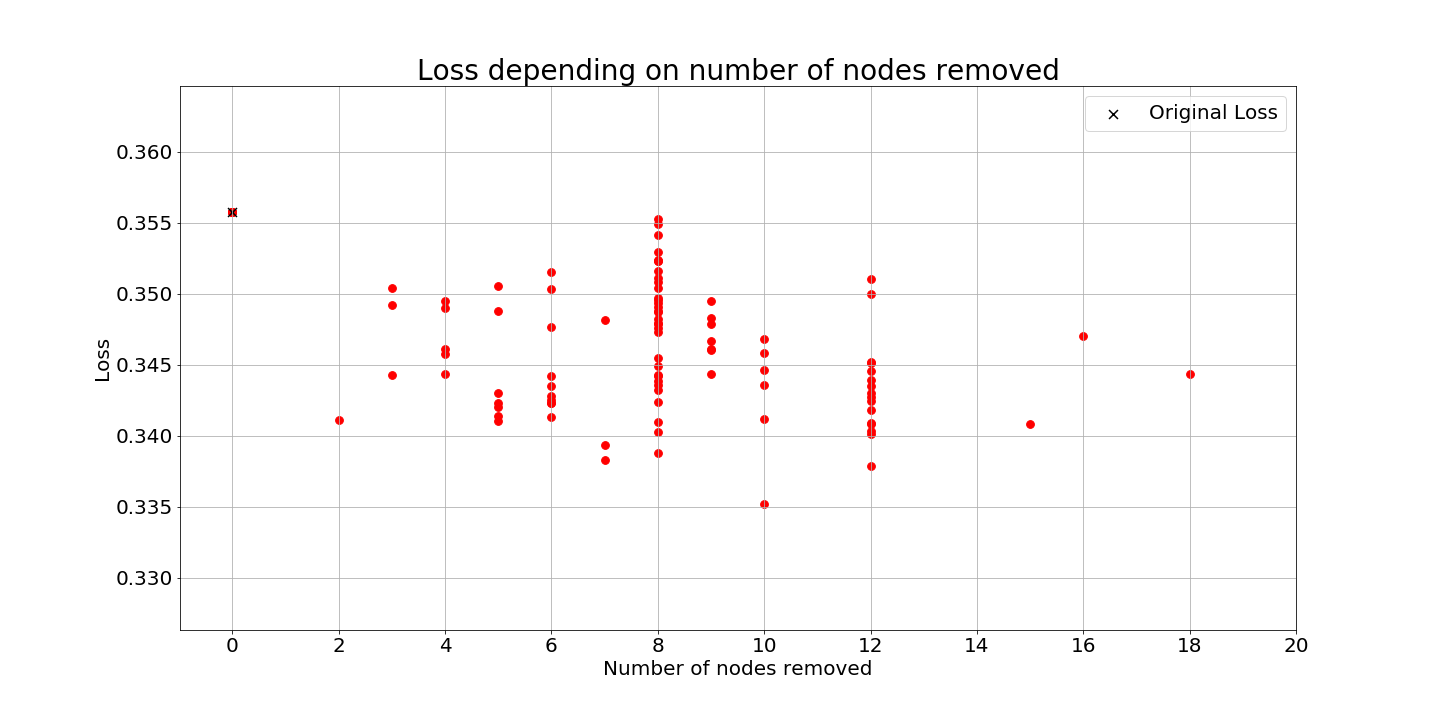 Loss depending on number of nodes removed
Original Loss
0.360
0.355
0.350
0.345
0.340
0.335
0.330
Loss
0 2 4 6 8 10 12 14 16 18 20
Number of nodes removed